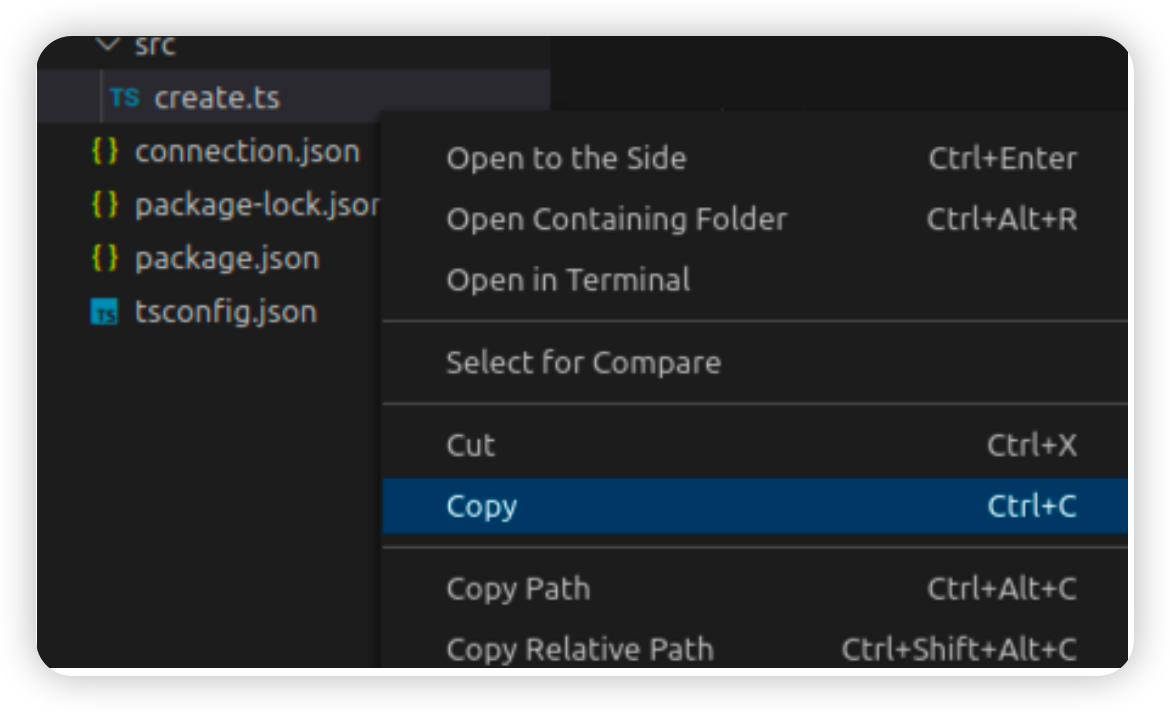 src
TS create.ts
{} connection.json
{} package-lock.json
{} package.json
TS tsconfig.json
Open to the Side Ctrl+Enter
Open Containing Folder Ctrl+Alt+R
Open in Terminal
Select for Compare
Cut Ctrl+X
Copy Ctrl+C
Copy Path Ctrl+Alt+C
Copy Relative Path Ctrl+Shift+Alt+C